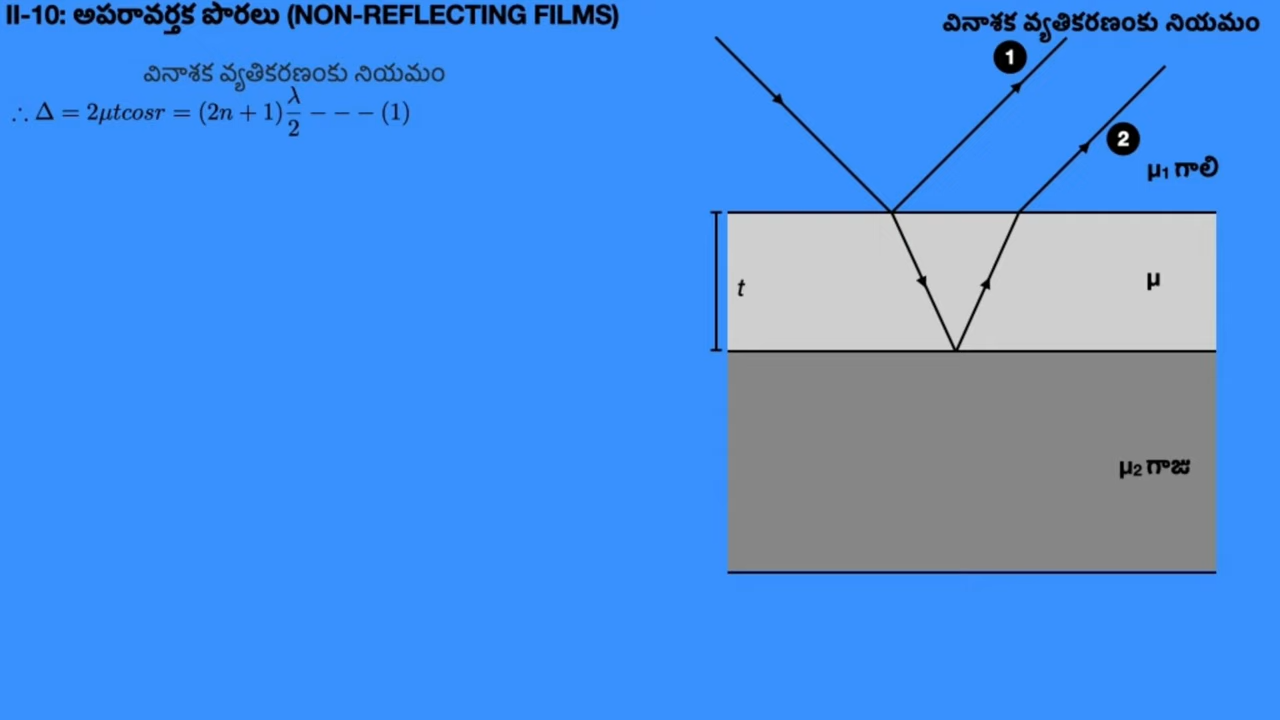 II-10: అపరావర్తక పొరలు (NON-REFLECTING FILMS)
వినాశక వ్యతికరణంకు నియమం
∴ Δ = 2μtcosr = (2n + 1)λ/2 − − − (1)
వినాశక వ్యతికరణంకు నియమం
1
2
μ₁ గాలి
t
μ
μ₂ గాజు